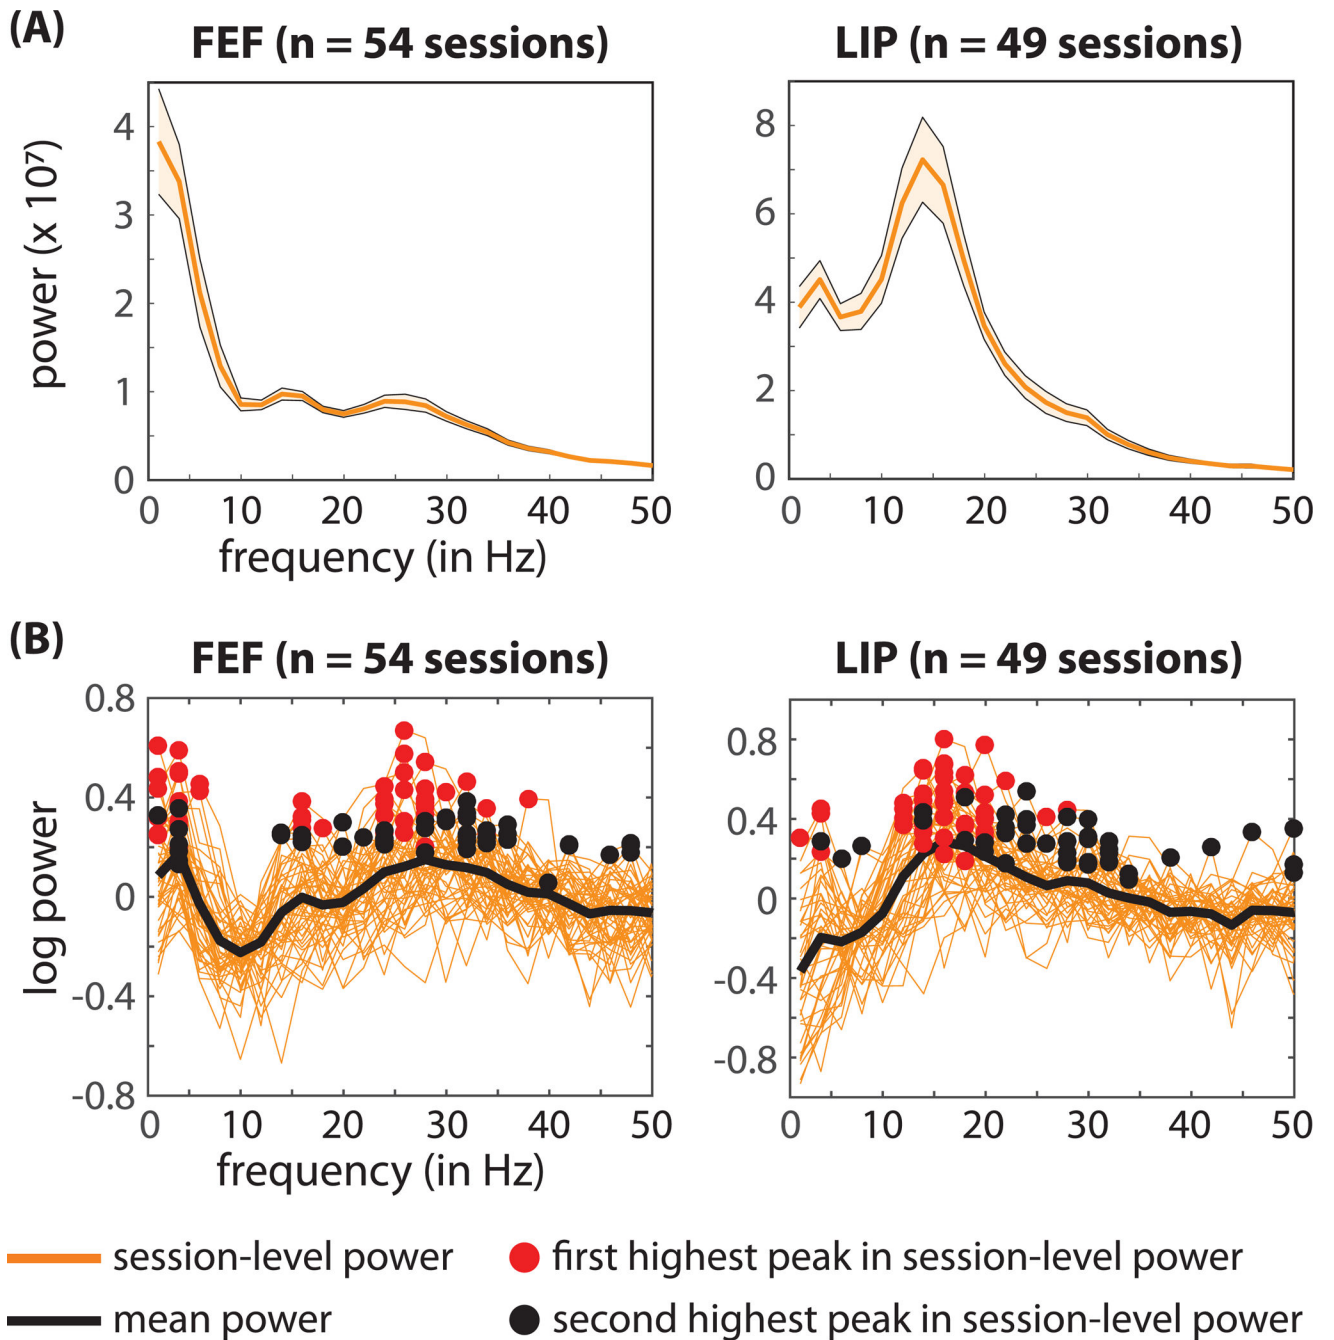 (A)
FEF (n = 54 sessions)
LIP (n = 49 sessions)
power (x 10⁷)
4
3
2
1
0
0 10 20 30 40 50
frequency (in Hz)
8
6
4
2
0
0 10 20 30 40 50
(B)
FEF (n = 54 sessions)
LIP (n = 49 sessions)
log power
0.8
0.4
0
-0.4
-0.8
0 10 20 30 40 50
frequency (in Hz)
0.8
0.4
0
-0.4
-0.8
0 10 20 30 40 50
session-level power
first highest peak in session-level power
mean power
second highest peak in session-level power